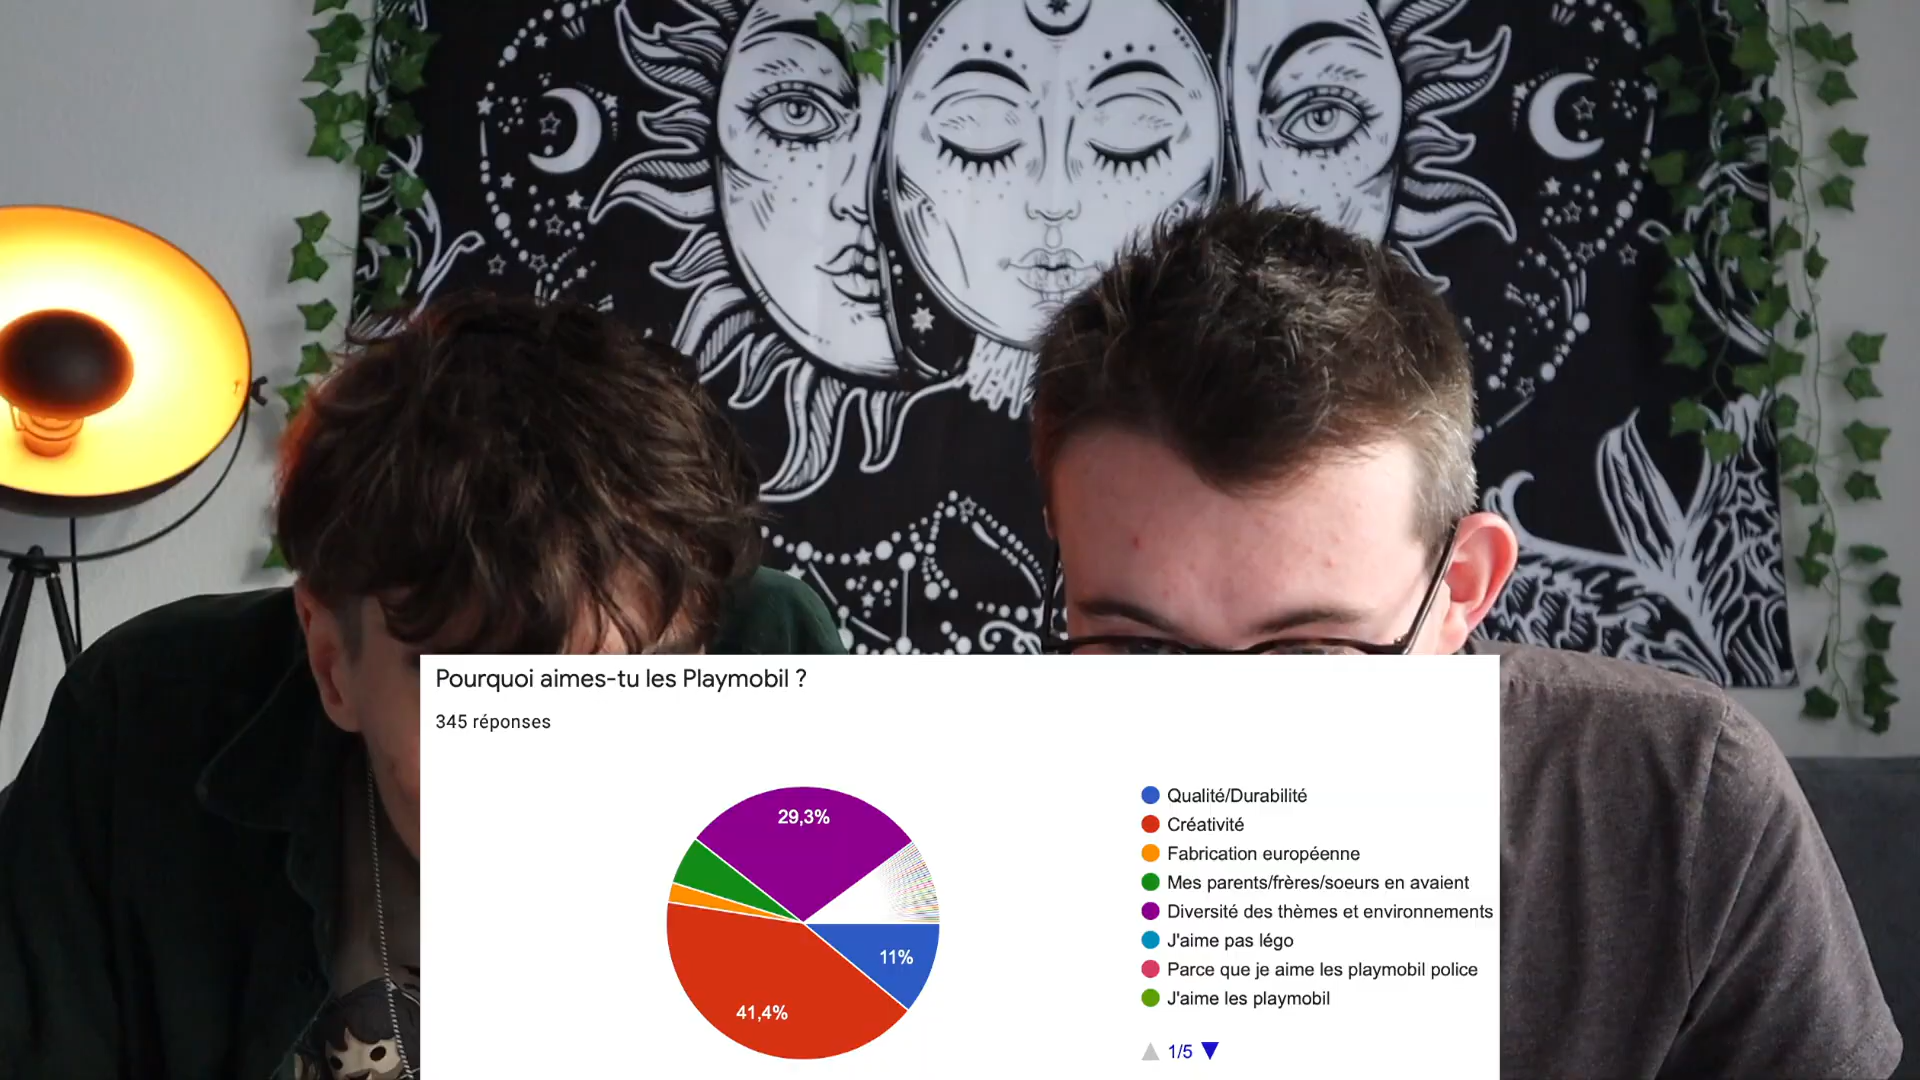 Pourquoi aimes-tu les Playmobil ?
345 réponses
29,3%
11%
41,4%
Qualité/Durabilité
Créativité
Fabrication européenne
Mes parents/frères/soeurs en avaient
Diversité des thèmes et environnements
J'aime pas légo
Parce que je aime les playmobil police
J'aime les playmobil
1/5